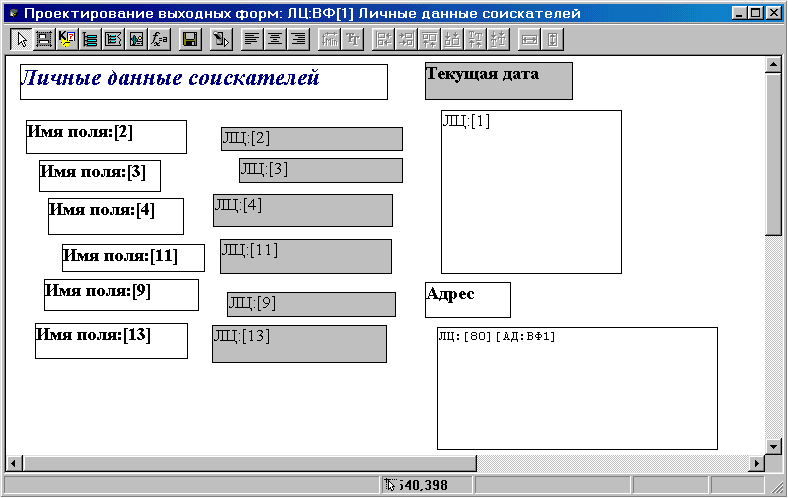 Проектирование выходных форм: ЛЦ:ВФ[1] Личные данные соискателей
Личные данные соискателей
Текущая дата
Имя поля:[2]
ЛЦ:[2]
ЛЦ:[1]
Имя поля:[3]
ЛЦ:[3]
Имя поля:[4]
ЛЦ:[4]
Имя поля:[11]
ЛЦ:[11]
Имя поля:[9]
ЛЦ:[9]
Адрес
Имя поля:[13]
ЛЦ:[13]
ЛЦ:[80][АД:ВФ1]
540,398